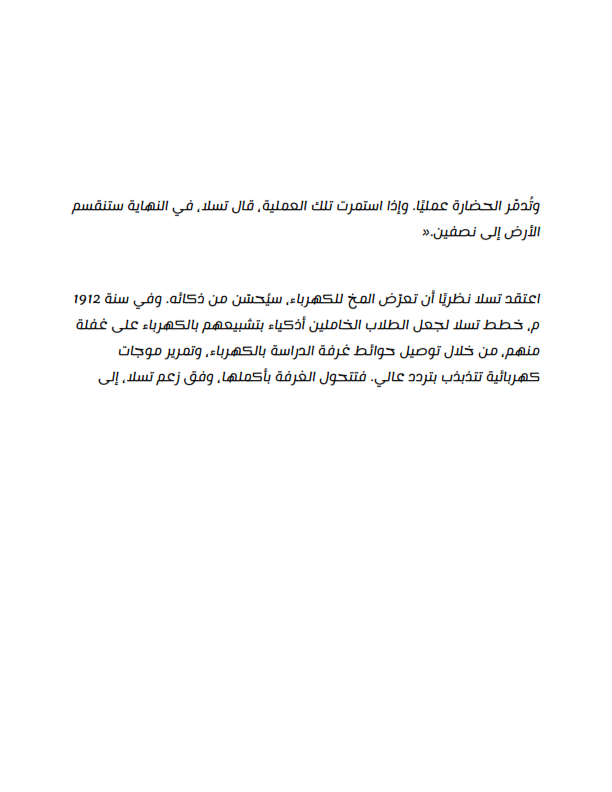 وتُدمّر الحضارة عمليًا. وإذا استمرت تلك العملية، قال تسلا، في النهاية ستنقسم
الأرض إلى نصفين.«
اعتقد تسلا نظريًا أن تعرّض المخ للكهرباء، سيُحسّن من ذكائه. وفي سنة 1912
م، خطط تسلا لجعل الطلاب الخاملين أذكياء بتشبيعهم بالكهرباء على غفلة
منهم، من خلال توصيل حوائط غرفة الدراسة بالكهرباء، وتمرير موجات
كهربائية تتذبذب بتردد عالي. فتتحول الغرفة بأكملها، وفق زعم تسلا، إلى